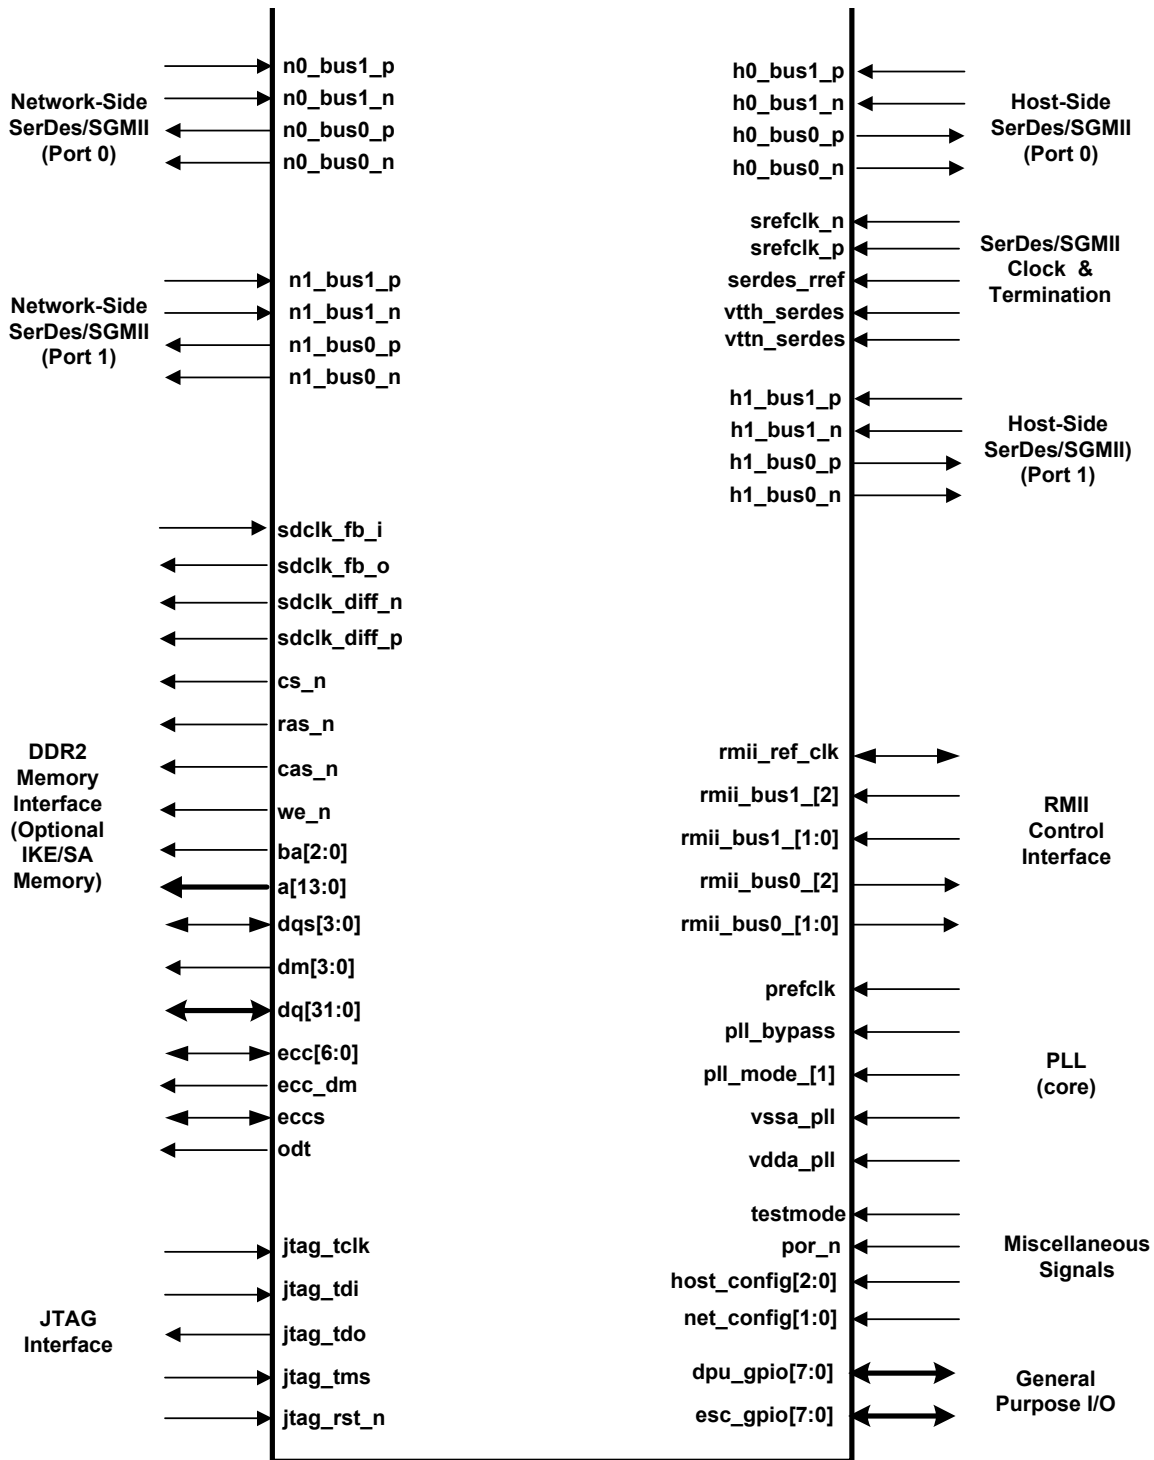 n0_bus1_p
n0_bus1_n
n0_bus0_p
n0_bus0_n
Network-Side
SerDes/SGMII
(Port 0)
n1_bus1_p
n1_bus1_n
n1_bus0_p
n1_bus0_n
Network-Side
SerDes/SGMII
(Port 1)
sdclk_fb_i
sdclk_fb_o
sdclk_diff_n
sdclk_diff_p
cs_n
ras_n
cas_n
we_n
ba[2:0]
a[13:0]
dqs[3:0]
dm[3:0]
dq[31:0]
ecc[6:0]
ecc_dm
eccs
odt
DDR2
Memory
Interface
(Optional
IKE/SA
Memory)
jtag_tclk
jtag_tdi
jtag_tdo
jtag_tms
jtag_rst_n
JTAG
Interface
h0_bus1_p
h0_bus1_n
h0_bus0_p
h0_bus0_n
Host-Side
SerDes/SGMII
(Port 0)
srefclk_n
srefclk_p
serdes_rref
vtth_serdes
vttn_serdes
SerDes/SGMII
Clock &
Termination
h1_bus1_p
h1_bus1_n
h1_bus0_p
h1_bus0_n
Host-Side
SerDes/SGMII)
(Port 1)
rmii_ref_clk
rmii_bus1_[2]
rmii_bus1_[1:0]
rmii_bus0_[2]
rmii_bus0_[1:0]
RMII
Control
Interface
prefclk
pll_bypass
pll_mode_[1]
vssa_pll
vdda_pll
PLL
(core)
testmode
por_n
host_config[2:0]
net_config[1:0]
Miscellaneous
Signals
dpu_gpio[7:0]
esc_gpio[7:0]
General
Purpose I/O